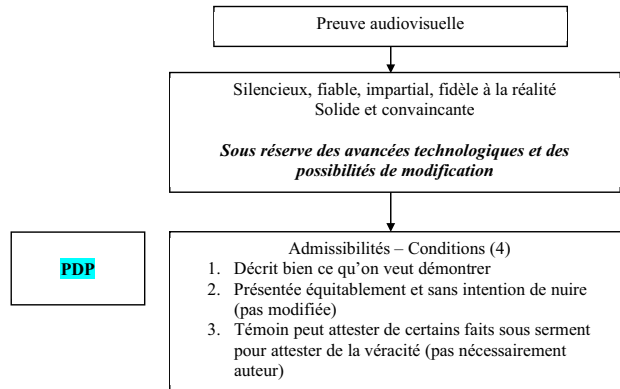 Preuve audiovisuelle
Silencieux, fiable, impartial, fidèle à la réalité
Solide et convaincante
Sous réserve des avancées technologiques et des
possibilités de modification
PDP
Admissibilités – Conditions (4)
1. Décrit bien ce qu'on veut démontrer
2. Présentée équitablement et sans intention de nuire
(pas modifiée)
3. Témoin peut attester de certains faits sous serment
pour attester de la véracité (pas nécessairement
auteur)